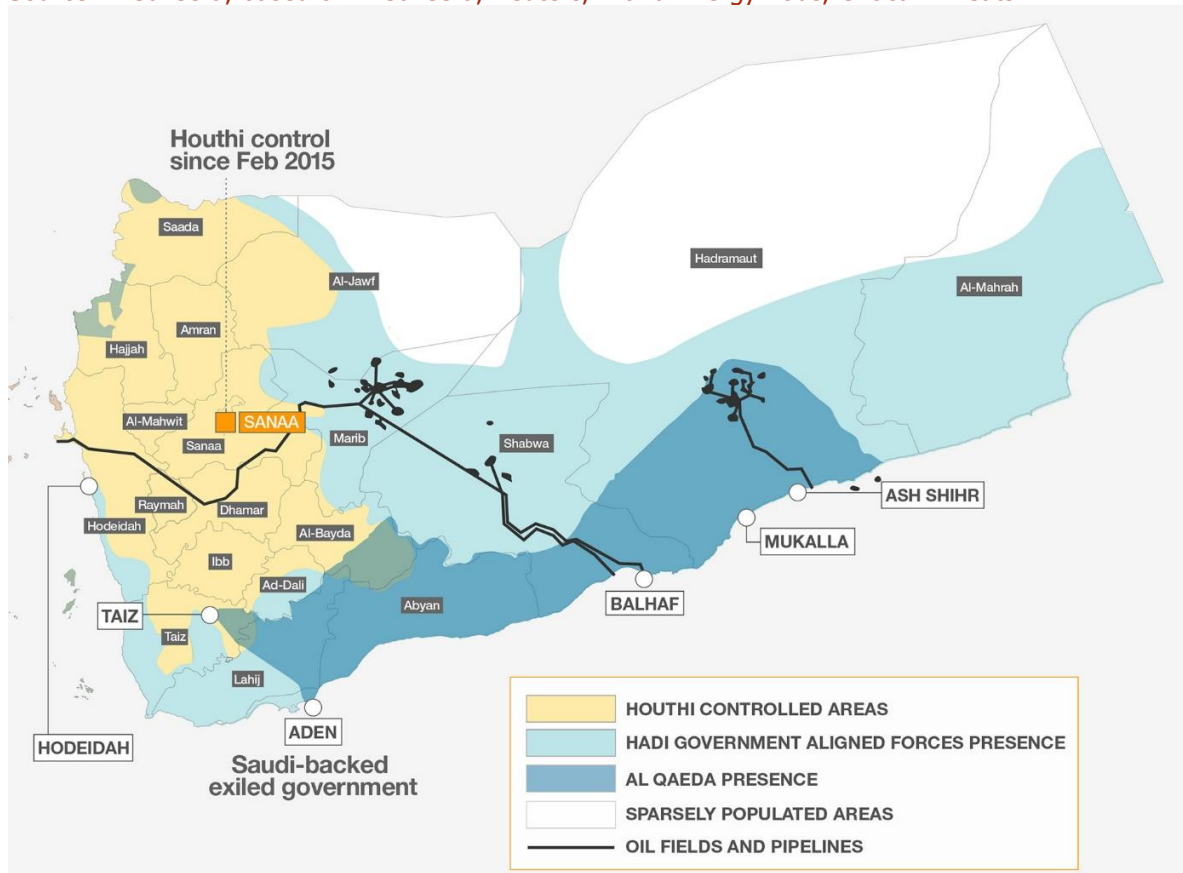 Houthi control
since Feb 2015
Saada
Al-Jawf
Hadramaut
Al-Mahrah
Amran
Hajjah
Al-Mahwit
SANAA
Sanaa
Marib
Shabwa
Raymah
Dhamar
Hodeidah
Al-Bayda
Ibb
Ad-Dali
Abyan
ASH SHIHR
MUKALLA
BALHAF
TAIZ
Taiz
Lahij
ADEN
HODEIDAH
Saudi-backed
exiled government
HOUTHI CONTROLLED AREAS
HADI GOVERNMENT ALIGNED FORCES PRESENCE
AL QAEDA PRESENCE
SPARSELY POPULATED AREAS
OIL FIELDS AND PIPELINES